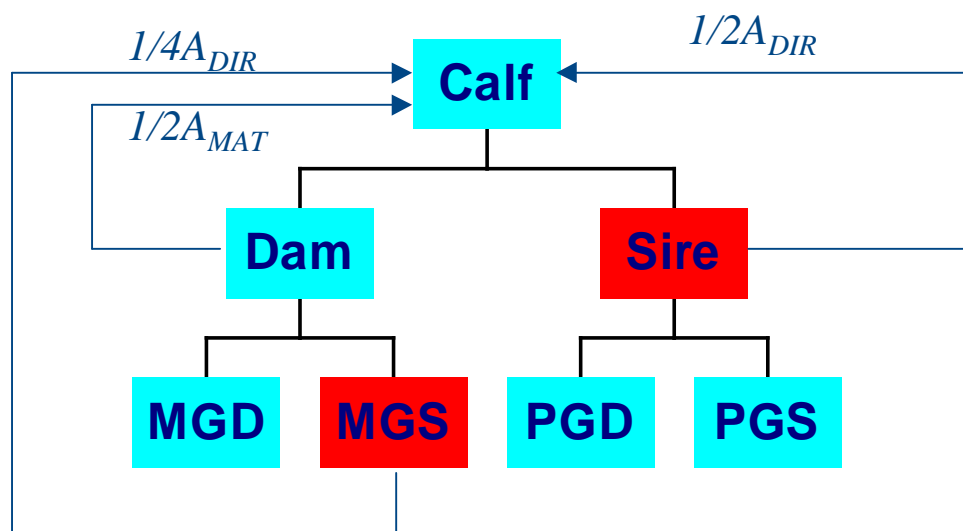 1/4A_DIR
1/2A_DIR
Calf
1/2A_MAT
Dam
Sire
MGD
MGS
PGD
PGS